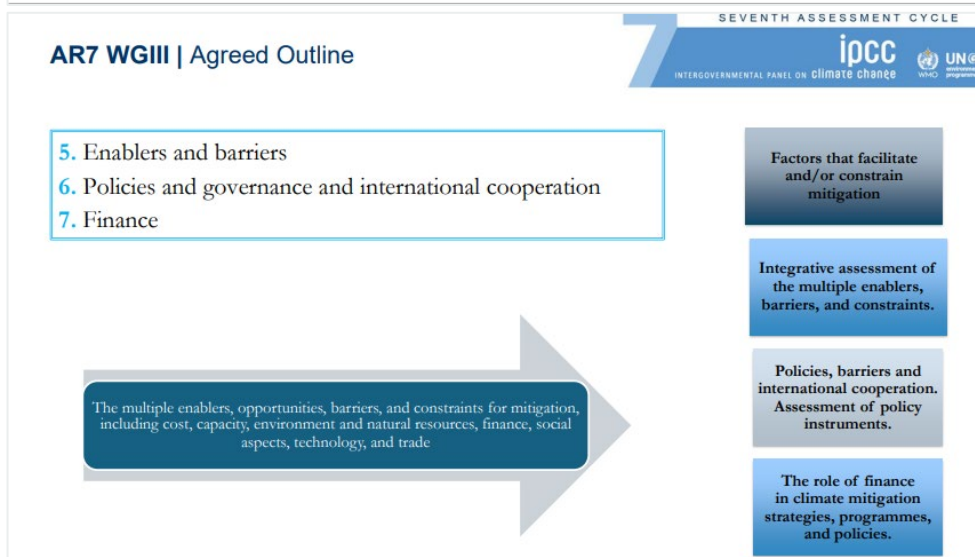 SEVENTH ASSESSMENT CYCLE
AR7 WGIII | Agreed Outline
7
ipcc
INTERGOVERNMENTAL PANEL ON climate change
WMO
UN
environment
programme
5. Enablers and barriers
6. Policies and governance and international cooperation
7. Finance
Factors that facilitate
and/or constrain
mitigation
Integrative assessment of
the multiple enablers,
barriers, and constraints.
The multiple enablers, opportunities, barriers, and constraints for mitigation,
including cost, capacity, environment and natural resources, finance, social
aspects, technology, and trade
Policies, barriers and
international cooperation.
Assessment of policy
instruments.
The role of finance
in climate mitigation
strategies, programmes,
and policies.